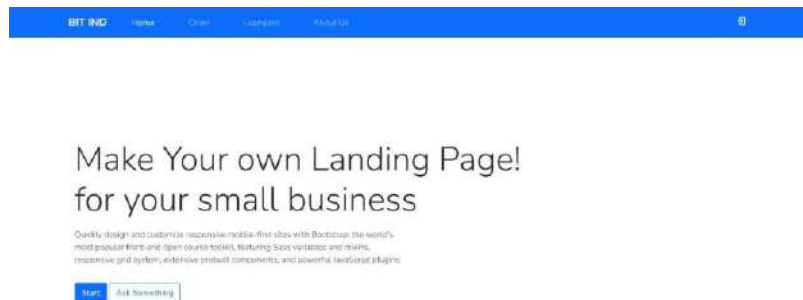 BIT IND Home Order Examples About Us
Make Your own Landing Page!
for your small business
Quickly design and customize responsive mobile-first sites with Bootstrap, the world's
most popular front-end open source toolkit, featuring Sass variables and mixins,
responsive grid system, extensive prebuilt components, and powerful JavaScript plugins
Start Ask Something